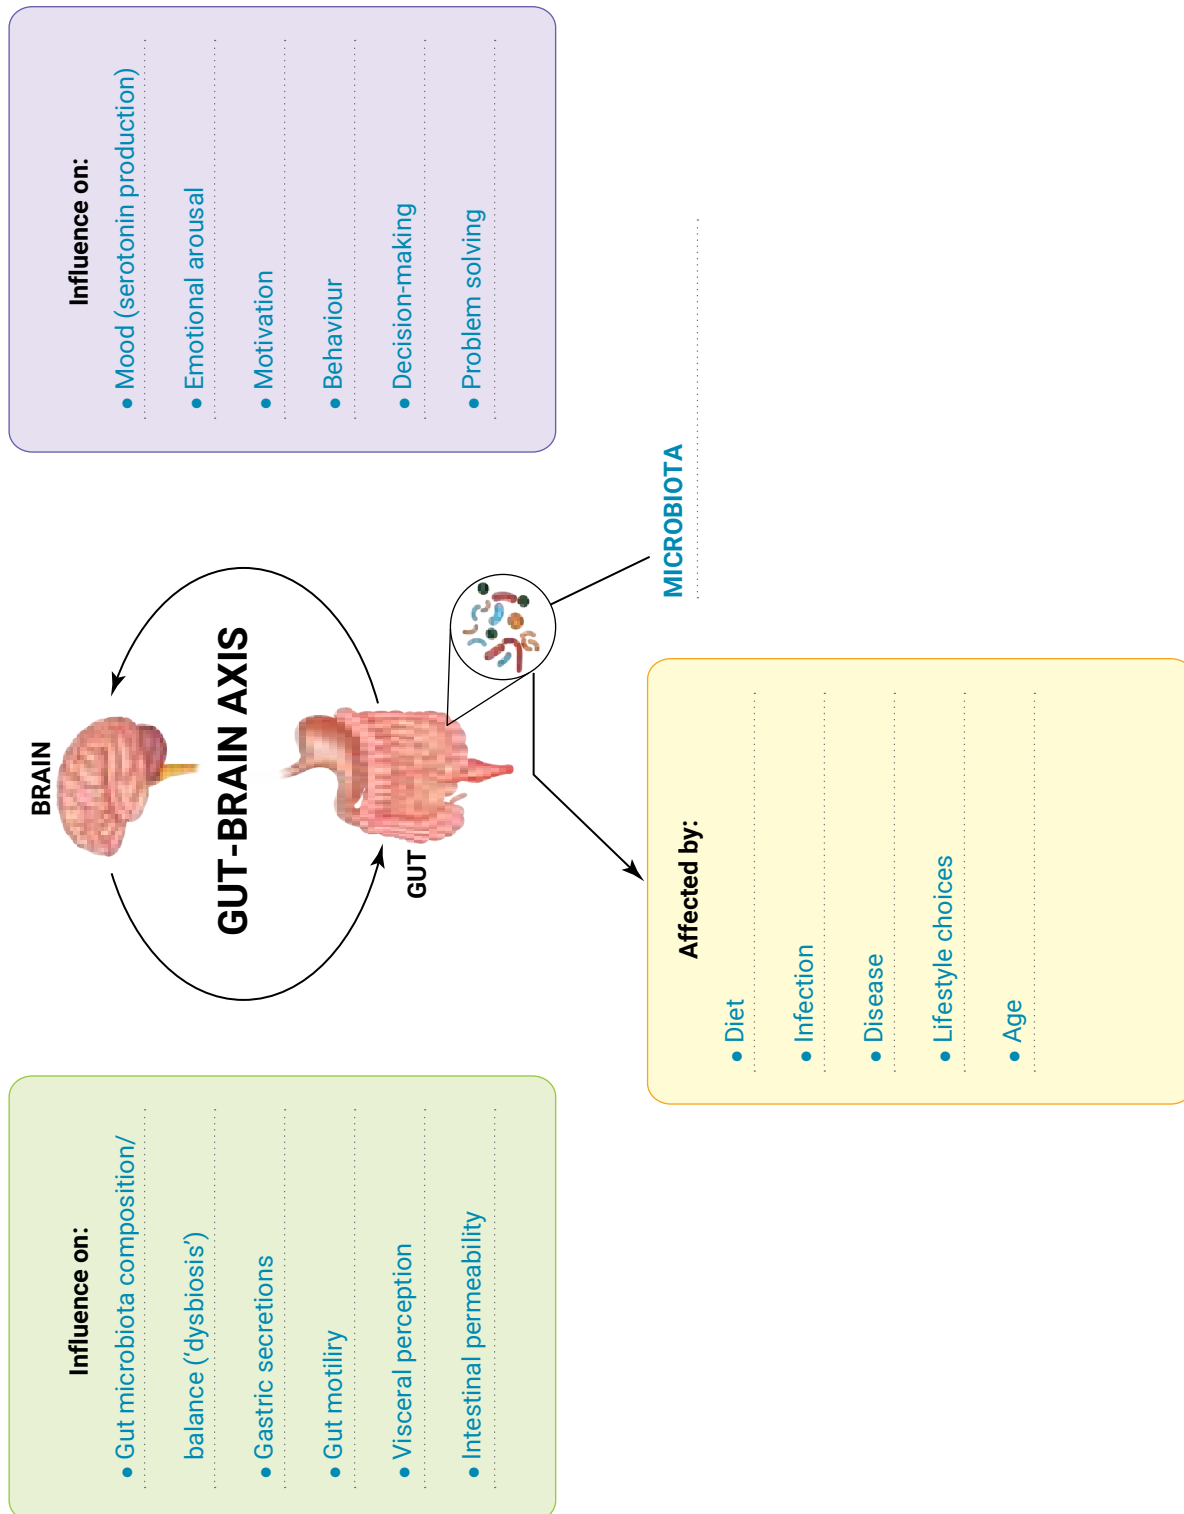 BRAIN
GUT-BRAIN AXIS
GUT
Influence on:
• Gut microbiota composition/
balance (‘dysbiosis’)
• Gastric secretions
• Gut motiliry
• Visceral perception
• Intestinal permeability
Influence on:
• Mood (serotonin production)
• Emotional arousal
• Motivation
• Behaviour
• Decision-making
• Problem solving
MICROBIOTA
Affected by:
• Diet
• Infection
• Disease
• Lifestyle choices
• Age